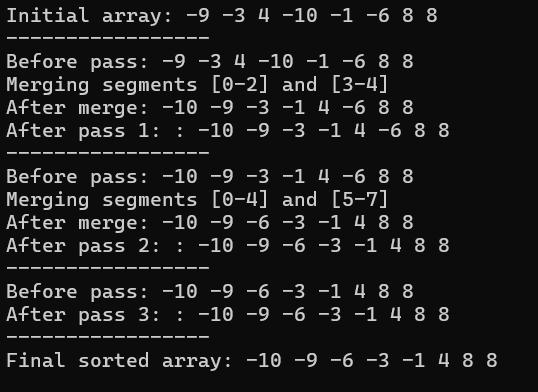 Initial array: -9 -3 4 -10 -1 -6 8 8
-----------------
Before pass: -9 -3 4 -10 -1 -6 8 8
Merging segments [0-2] and [3-4]
After merge: -10 -9 -3 -1 4 -6 8 8
After pass 1: : -10 -9 -3 -1 4 -6 8 8
-----------------
Before pass: -10 -9 -3 -1 4 -6 8 8
Merging segments [0-4] and [5-7]
After merge: -10 -9 -6 -3 -1 4 8 8
After pass 2: : -10 -9 -6 -3 -1 4 8 8
-----------------
Before pass: -10 -9 -6 -3 -1 4 8 8
After pass 3: : -10 -9 -6 -3 -1 4 8 8
-----------------
Final sorted array: -10 -9 -6 -3 -1 4 8 8